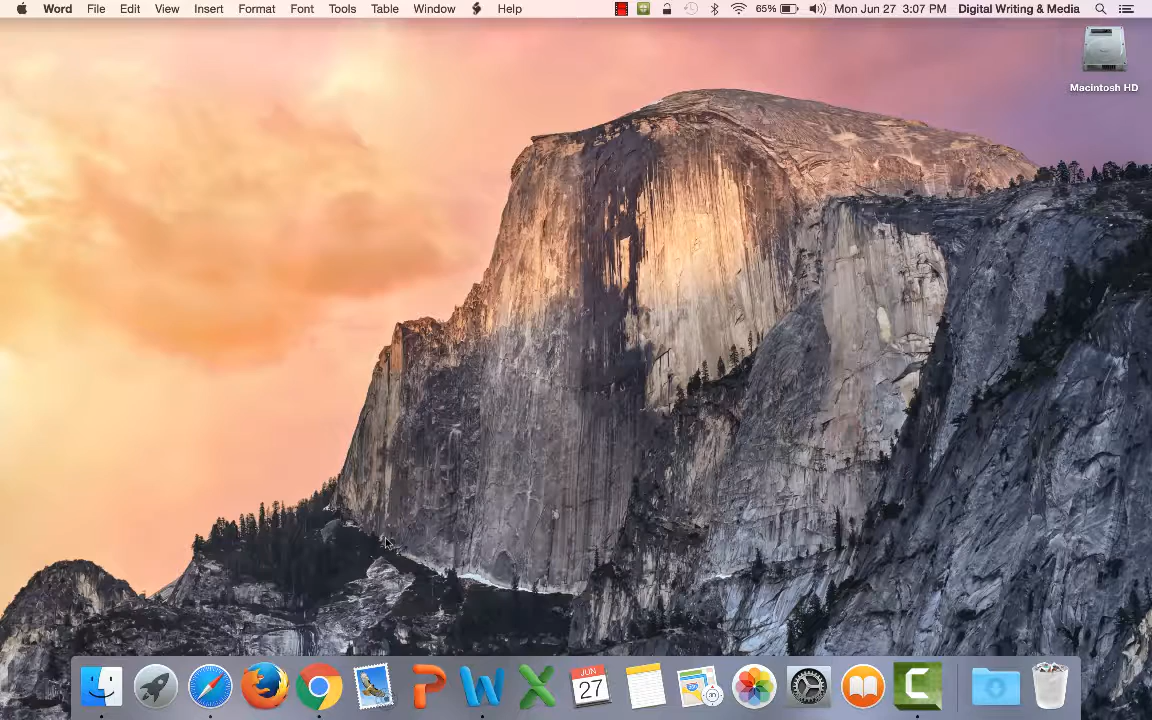 Word File Edit View Insert Format Font Tools Table Window Help 65% Mon Jun 27 3:07 PM Digital Writing & Media
Macintosh HD
JUN
27